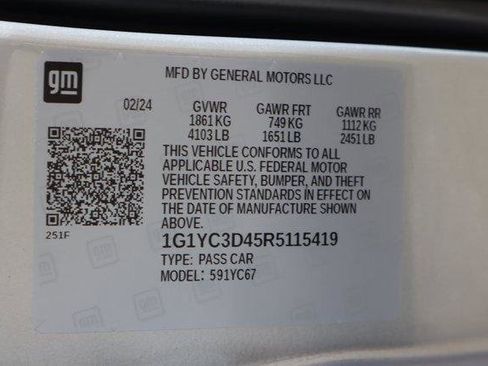 gm
MFD BY GENERAL MOTORS LLC
02/24 GVWR GAWR FRT GAWR RR
1861 KG 749 KG 1112 KG
4103 LB 1651 LB 2451 LB
THIS VEHICLE CONFORMS TO ALL
APPLICABLE U.S. FEDERAL MOTOR
VEHICLE SAFETY, BUMPER, AND THEFT
PREVENTION STANDARDS IN EFFECT ON
THE DATE OF MANUFACTURE SHOWN
ABOVE.
251F
1G1YC3D45R5115419
TYPE: PASS CAR
MODEL: 591YC67